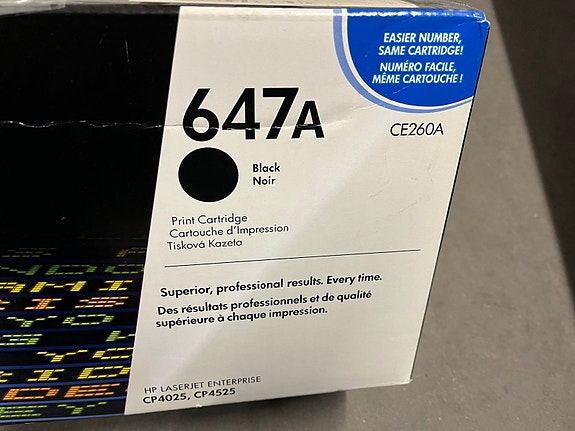 EASIER NUMBER,
SAME CARTRIDGE!
NUMÉRO FACILE,
MÊME CARTOUCHE!
647A
CE260A
Black
Noir
Print Cartridge
Cartouche d'Impression
Tisková Kazeta
Superior, professional results. Every time.
Des résultats professionnels et de qualité
supérieure à chaque impression.
HP LASERJET ENTERPRISE
CP4025, CP4525